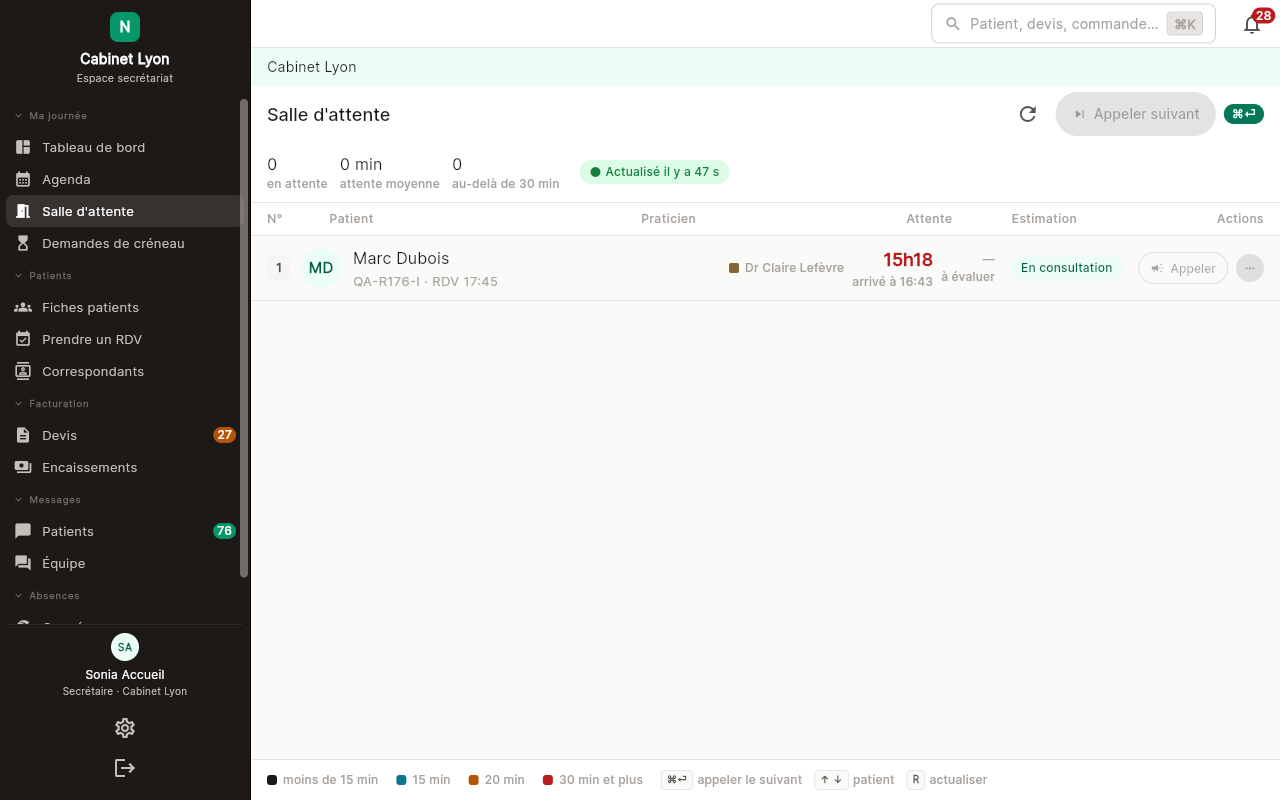 N
Cabinet Lyon
Espace secrétariat
Ma journée
Tableau de bord
Agenda
Salle d'attente
Demandes de créneau
Patients
Fiches patients
Prendre un RDV
Correspondants
Facturation
Devis 27
Encaissements
Messages
Patients 76
Équipe
Absences
SA
Sonia Accueil
Secrétaire · Cabinet Lyon
Patient, devis, commande... ⌘K
28
Cabinet Lyon
Salle d'attente
Appeler suivant ⌘⏎
0 en attente
0 min attente moyenne
0 au-delà de 30 min
Actualisé il y a 47 s
N° Patient Praticien Attente Estimation Actions
1 MD Marc Dubois
QA-R176-I · RDV 17:45
Dr Claire Lefèvre
15h18
arrivé à 16:43
—
à évaluer
En consultation
Appeler
···
moins de 15 min 15 min 20 min 30 min et plus ⌘⏎ appeler le suivant ↑ ↓ patient R actualiser